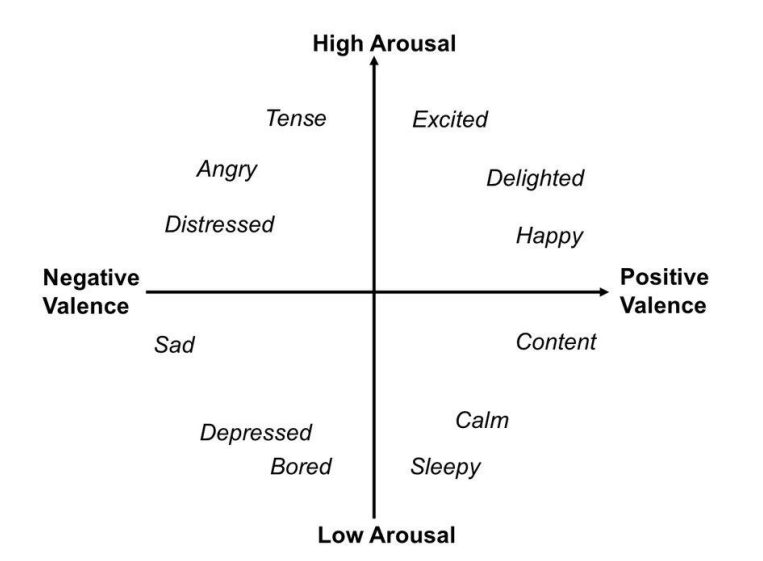 High Arousal
Tense
Excited
Angry
Delighted
Distressed
Happy
Negative
Valence
Positive
Valence
Sad
Content
Calm
Depressed
Bored
Sleepy
Low Arousal